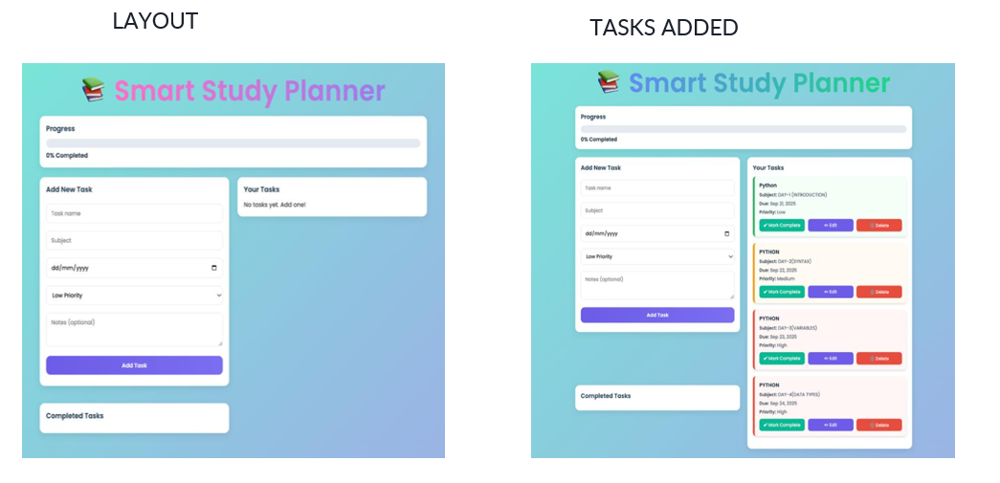 LAYOUT
Smart Study Planner
Progress
0% Completed
Add New Task
Task name
Subject
dd/mm/yyyy
Low Priority
Notes (optional)
Add Task
Your Tasks
No tasks yet. Add one!
Completed Tasks
TASKS ADDED
Smart Study Planner
Progress
0% Completed
Add New Task
Task name
Subject
dd/mm/yyyy
Low Priority
Notes (optional)
Add Task
Completed Tasks
Your Tasks
Python
Subject: DAY-1 (INTRODUCTION)
Due: Sep 21, 2025
Priority: Low
✔ Mark Complete ✏ Edit 🗑 Delete
PYTHON
Subject: DAY-2(SYNTAX)
Due: Sep 22, 2025
Priority: Medium
✔ Mark Complete ✏ Edit 🗑 Delete
PYTHON
Subject: DAY-3(VARIABLES)
Due: Sep 23, 2025
Priority: High
✔ Mark Complete ✏ Edit 🗑 Delete
PYTHON
Subject: DAY-4(DATA TYPES)
Due: Sep 24, 2025
Priority: High
✔ Mark Complete ✏ Edit 🗑 Delete